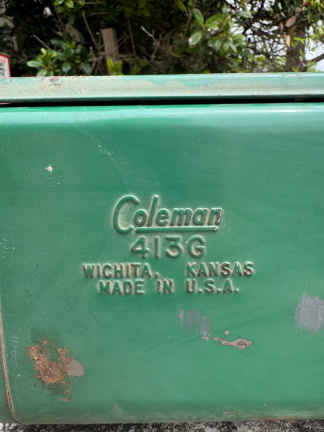 Coleman
413G
WICHITA, KANSAS
MADE IN U.S.A.